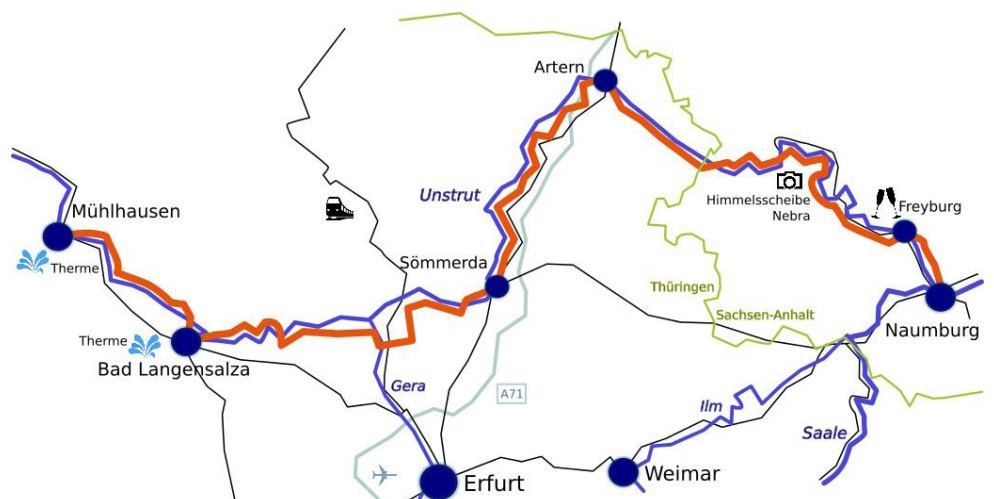 Artern
Unstrut
Himmelsscheibe
Nebra
Freyburg
Mühlhausen
Therme
Sömmerda
Thüringen
Sachsen-Anhalt
Naumburg
Therme
Bad Langensalza
Gera
A71
Ilm
Saale
Erfurt
Weimar